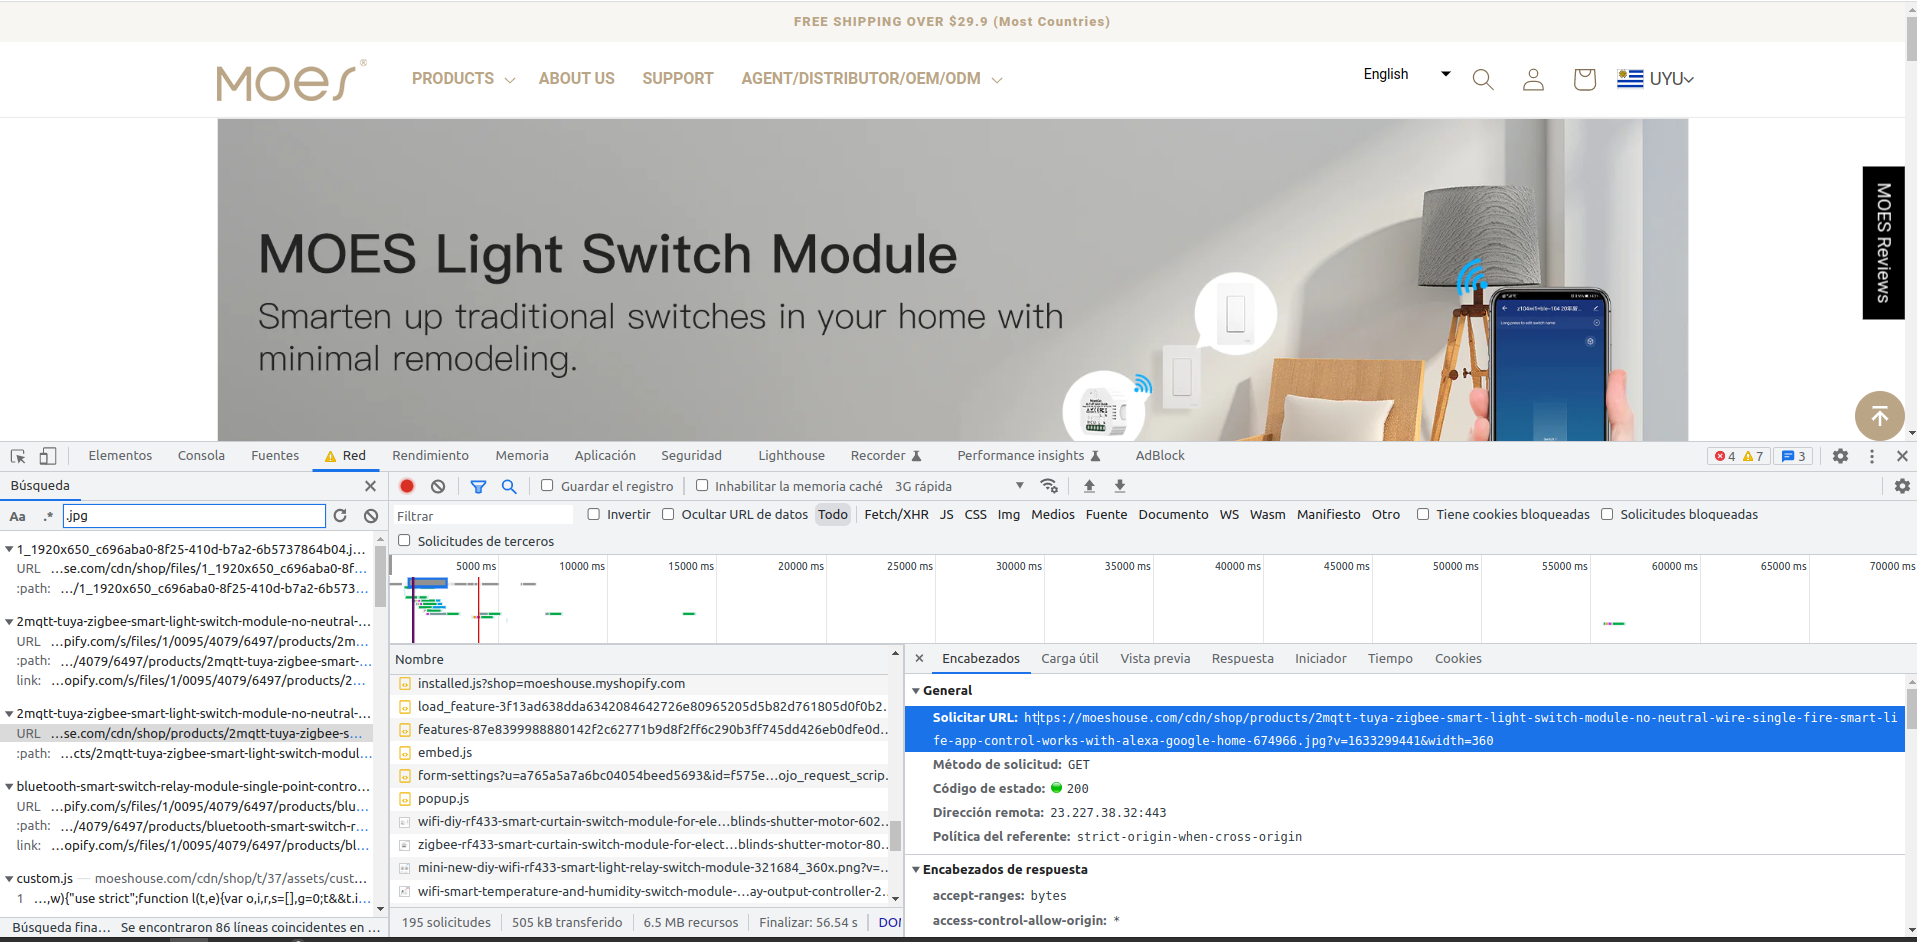 FREE SHIPPING OVER $29.9 (Most Countries)
MOES®
PRODUCTS ABOUT US SUPPORT AGENT/DISTRIBUTOR/OEM/ODM
English
UYU
MOES Light Switch Module
Smarten up traditional switches in your home with
minimal remodeling.
MOES Reviews
Elementos Consola Fuentes Red Rendimiento Memoria Aplicación Seguridad Lighthouse Recorder Performance insights AdBlock
4 7 3
Búsqueda
Guardar el registro Inhabilitar la memoria caché 3G rápida
Aa .* .jpg
Filtrar Invertir Ocultar URL de datos Todo Fetch/XHR JS CSS Img Medios Fuente Documento WS Wasm Manifiesto Otro Tiene cookies bloqueadas Solicitudes bloqueadas
Solicitudes de terceros
5000 ms 10000 ms 15000 ms 20000 ms 25000 ms 30000 ms 35000 ms 40000 ms 45000 ms 50000 ms 55000 ms 60000 ms 65000 ms 70000 ms
1_1920x650_c696aba0-8f25-410d-b7a2-6b5737864b04.j...
URL ...se.com/cdn/shop/files/1_1920x650_c696aba0-8f...
:path: .../1_1920x650_c696aba0-8f25-410d-b7a2-6b573...
2mqtt-tuya-zigbee-smart-light-switch-module-no-neutral-...
URL ...pify.com/s/files/1/0095/4079/6497/products/2m...
:path: .../4079/6497/products/2mqtt-tuya-zigbee-smart-...
link: ...opify.com/s/files/1/0095/4079/6497/products/2...
2mqtt-tuya-zigbee-smart-light-switch-module-no-neutral-...
URL ...se.com/cdn/shop/products/2mqtt-tuya-zigbee-s...
:path: ...cts/2mqtt-tuya-zigbee-smart-light-switch-modul...
bluetooth-smart-switch-relay-module-single-point-contro...
URL ...pify.com/s/files/1/0095/4079/6497/products/blu...
:path: .../4079/6497/products/bluetooth-smart-switch-r...
link: ...opify.com/s/files/1/0095/4079/6497/products/bl...
custom.js — moeshouse.com/cdn/shop/t/37/assets/cust...
1 ...,w){"use strict";function l(t,e){var o,i,r,s=[],g=0;t&&t.i...
Búsqueda fina... Se encontraron 86 líneas coincidentes en ...
Nombre
installed.js?shop=moeshouse.myshopify.com
load_feature-3f13ad638dda6342084642726e80965205d5b82d761805d0f0b2...
features-87e8399988880142f2c62771b9d8f2ff6c290b3ff745dd426eb0dfe0d...
embed.js
form-settings?u=a765a5a7a6bc04054beed5693&id=f575e...ojo_request_scrip...
popup.js
wifi-diy-rf433-smart-curtain-switch-module-for-ele...blinds-shutter-motor-602...
zigbee-rf433-smart-curtain-switch-module-for-elect...blinds-shutter-motor-80...
mini-new-diy-wifi-rf433-smart-light-relay-switch-module-321684_360x.png?v=...
wifi-smart-temperature-and-humidity-switch-module-...ay-output-controller-2...
195 solicitudes 505 kB transferido 6.5 MB recursos Finalizar: 56.54 s DO
Encabezados Carga útil Vista previa Respuesta Iniciador Tiempo Cookies
General
Solicitar URL: https://moeshouse.com/cdn/shop/products/2mqtt-tuya-zigbee-smart-light-switch-module-no-neutral-wire-single-fire-smart-li
fe-app-control-works-with-alexa-google-home-674966.jpg?v=1633299441&width=360
Método de solicitud: GET
Código de estado: 200
Dirección remota: 23.227.38.32:443
Política del referente: strict-origin-when-cross-origin
Encabezados de respuesta
accept-ranges: bytes
access-control-allow-origin: *